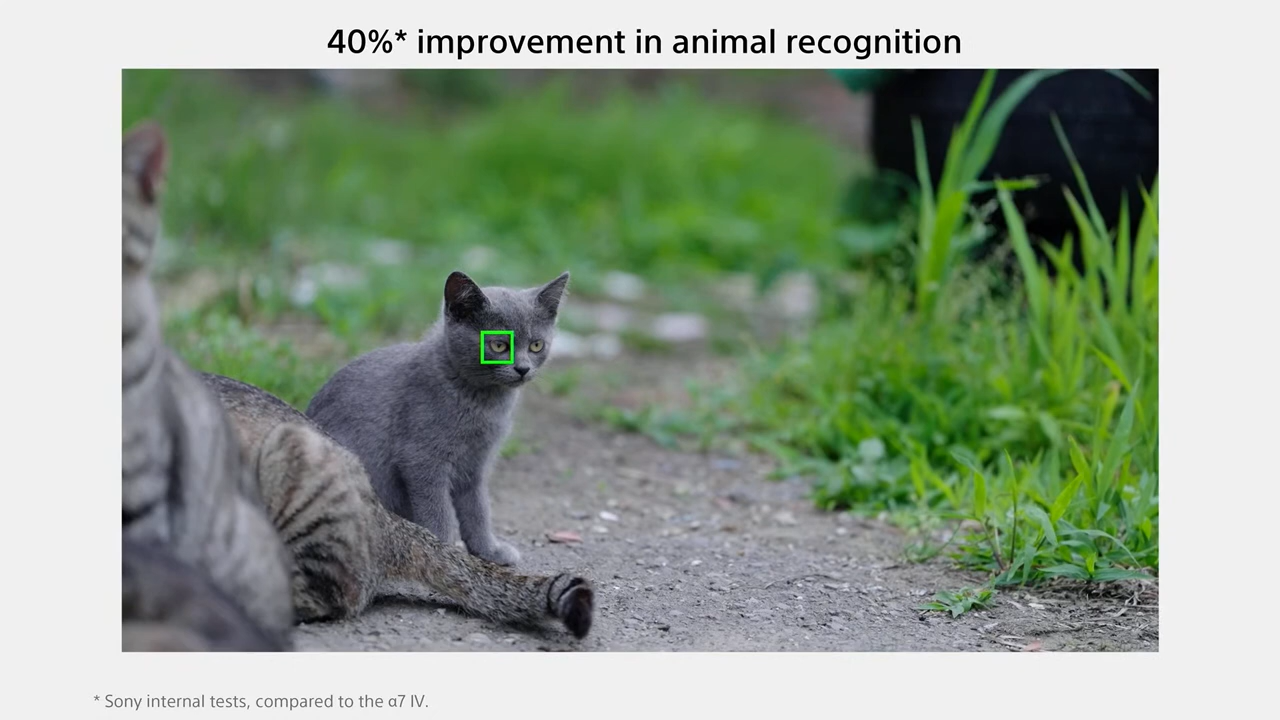 40%* improvement in animal recognition
* Sony internal tests, compared to the α7 IV.